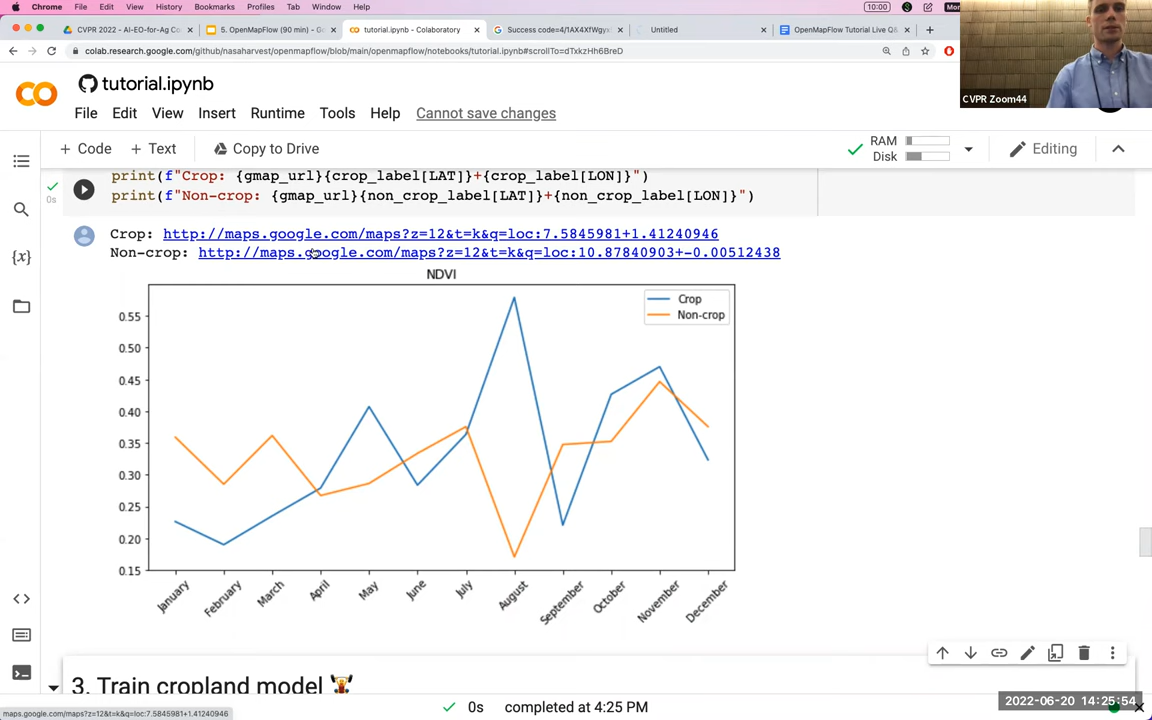 Chrome File Edit View History Bookmarks Profiles Tab Window Help 10:00
CVPR 2022 - AI-EO-for-Ag Co
5. OpenMapFlow (90 min) - Go
tutorial.ipynb - Colaboratory
Success code=4/1AX4XfWgyx
Untitled
OpenMapFlow Tutorial Live Q&
colab.research.google.com/github/nasaharvest/openmapflow/blob/main/openmapflow/notebooks/tutorial.ipynb#scrollTo=dTxkzHh6BreD
CVPR Zoom44
CO tutorial.ipynb
File Edit View Insert Runtime Tools Help Cannot save changes
+ Code + Text Copy to Drive
RAM
Disk
Editing
print(f"Crop: {gmap_url}{crop_label[LAT]}+{crop_label[LON]}")
print(f"Non-crop: {gmap_url}{non_crop_label[LAT]}+{non_crop_label[LON]}")
0s
{x}
Crop: http://maps.google.com/maps?z=12&t=k&q=loc:7.5845981+1.41240946
Non-crop: http://maps.google.com/maps?z=12&t=k&q=loc:10.87840903+-0.00512438
NDVI
Crop
Non-crop
0.55
0.50
0.45
0.40
0.35
0.30
0.25
0.20
0.15
January February March April May June July August September October November December
3. Train cropland model
0s completed at 4:25 PM
2022-06-20 14:25:54
maps.google.com/maps?z=12&t=k&q=loc:7.5845981+1.41240946